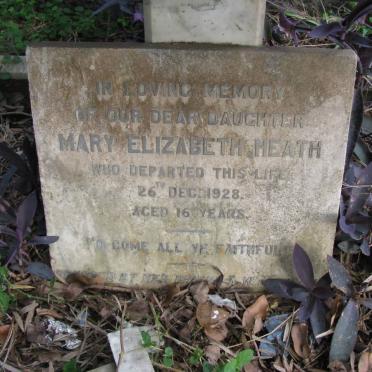 IN LOVING MEMORY
OF OUR DEAR DAUGHTER
MARY ELIZABETH HEATH
WHO DEPARTED THIS LIFE
26TH DEC. 1928.
AGED 16 YEARS.
"O COME ALL YE FAITHFUL"